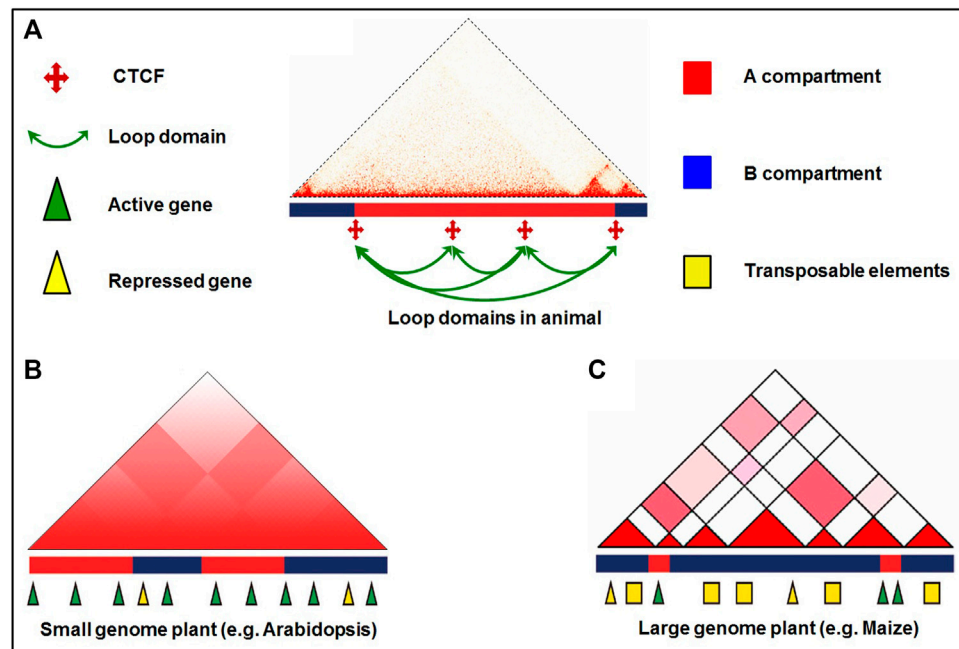 A
CTCF
Loop domain
Active gene
Repressed gene
Loop domains in animal
A compartment
B compartment
Transposable elements
B
Small genome plant (e.g. Arabidopsis)
C
Large genome plant (e.g. Maize)